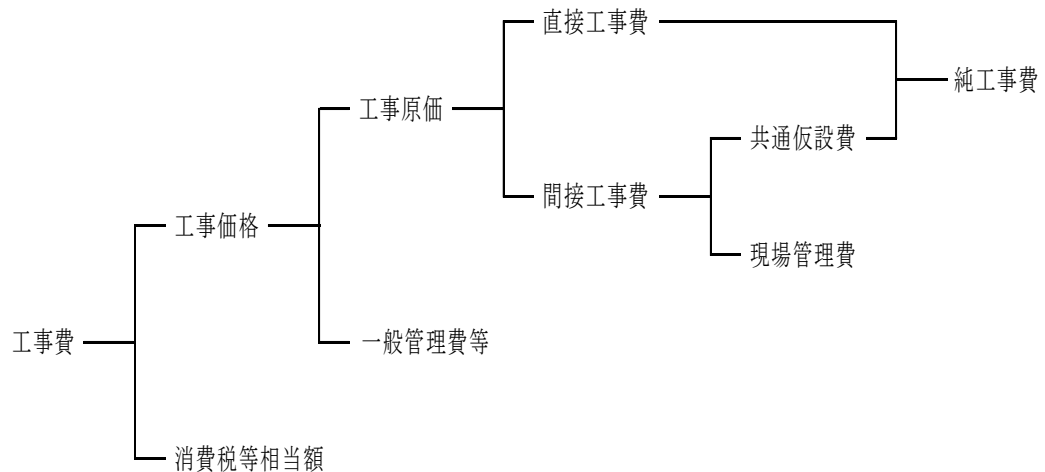 直接工事費
純工事費
工事原価
共通仮設費
間接工事費
工事価格
現場管理費
工事費
一般管理費等
消費税等相当額